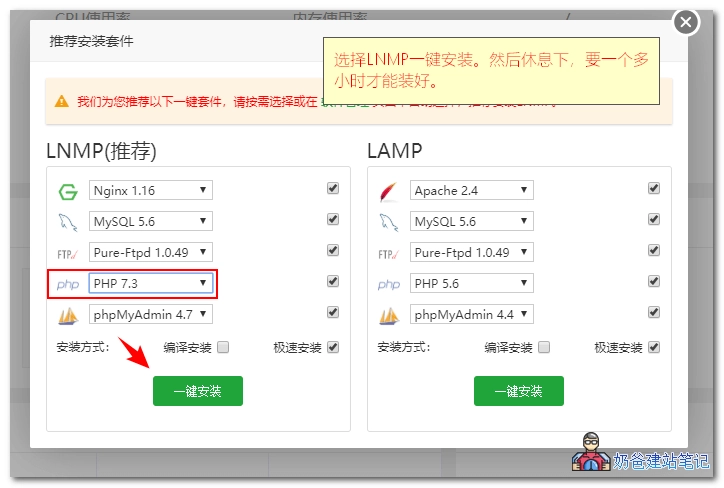 CPU使用率 内存使用率 /
推荐安装套件
选择LNMP一键安装。然后休息下，要一个多
小时才能装好。
我们为您推荐以下一键套件，请按需选择或在
LNMP(推荐) LAMP
Nginx 1.16 Apache 2.4
MySQL 5.6 MySQL 5.6
FTP Pure-Ftpd 1.0.49 FTP Pure-Ftpd 1.0.49
php PHP 7.3 php PHP 5.6
phpMyAdmin 4.7 phpMyAdmin 4.4
安装方式： 编译安装 极速安装 安装方式： 编译安装 极速安装
一键安装 一键安装
奶爸建站笔记